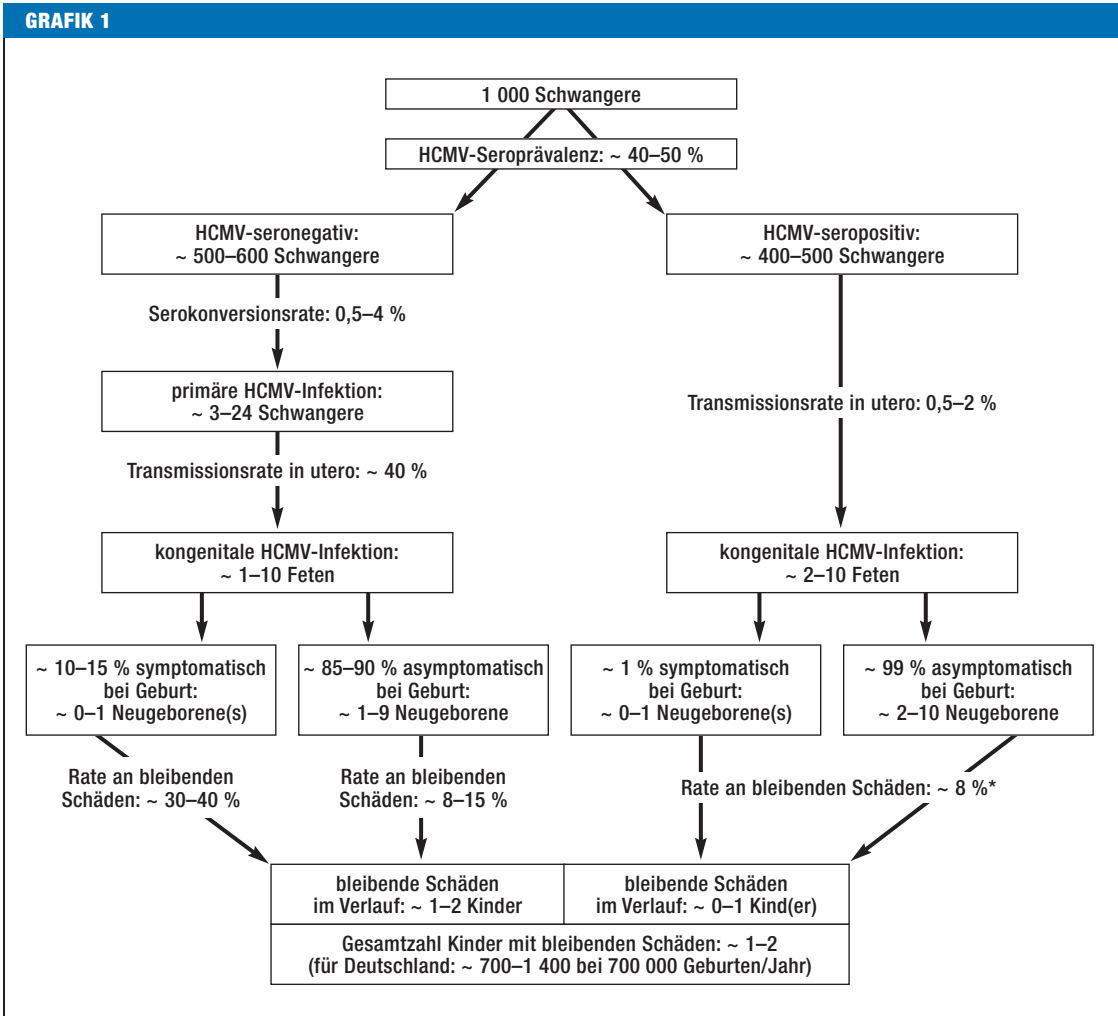 GRAFIK 1
1 000 Schwangere
HCMV-Seroprävalenz: ~ 40–50 %
HCMV-seronegativ:
~ 500–600 Schwangere
HCMV-seropositiv:
~ 400–500 Schwangere
Serokonversionsrate: 0,5–4 %
primäre HCMV-Infektion:
~ 3–24 Schwangere
Transmissionsrate in utero: 0,5–2 %
Transmissionsrate in utero: ~ 40 %
kongenitale HCMV-Infektion:
~ 1–10 Feten
kongenitale HCMV-Infektion:
~ 2–10 Feten
~ 10–15 % symptomatisch
bei Geburt:
~ 0–1 Neugeborene(s)
~ 85–90 % asymptomatisch
bei Geburt:
~ 1–9 Neugeborene
~ 1 % symptomatisch
bei Geburt:
~ 0–1 Neugeborene(s)
~ 99 % asymptomatisch
bei Geburt:
~ 2–10 Neugeborene
Rate an bleibenden
Schäden: ~ 30–40 %
Rate an bleibenden
Schäden: ~ 8–15 %
Rate an bleibenden Schäden: ~ 8 %*
bleibende Schäden
im Verlauf: ~ 1–2 Kinder
bleibende Schäden
im Verlauf: ~ 0–1 Kind(er)
Gesamtzahl Kinder mit bleibenden Schäden: ~ 1–2
(für Deutschland: ~ 700–1 400 bei 700 000 Geburten/Jahr)